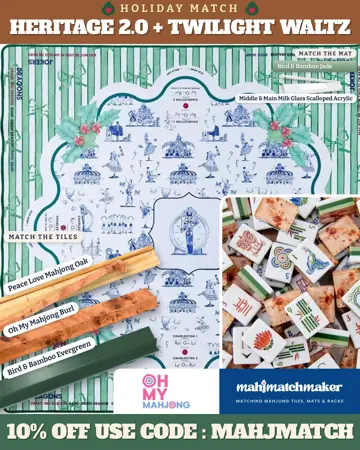 HOLIDAY MATCH
HERITAGE 2.0 + TWILIGHT WALTZ
MATCH THE MAT
Bird & Bamboo Jade
Middle & Main Milk Glass Scalloped Acrylic
JOKERS
DRAGONS
MATCH THE TILES
Peace Love Mahjong Oak
Oh My Mahjong Burl
Bird & Bamboo Evergreen
OH
MY
MAHJONG
mahjmatchmaker
MATCHING MAHJONG TILES, MATS & RACKS
10% OFF USE CODE : MAHJMATCH